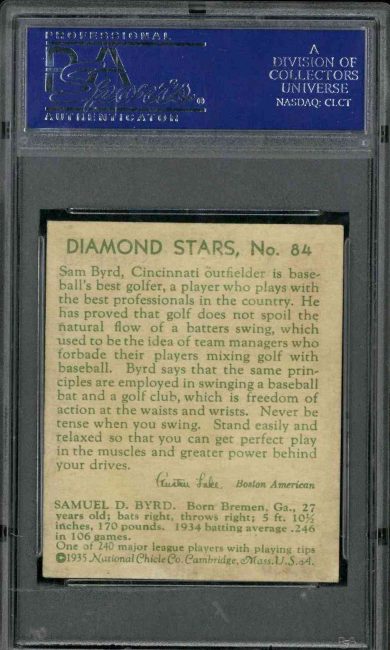 PROFESSIONAL
PSA
Sports®
AUTHENTICATOR
A
DIVISION OF
COLLECTORS
UNIVERSE
NASDAQ: CLCT
DIAMOND STARS, No. 84
Sam Byrd, Cincinnati outfielder is base-
ball's best golfer, a player who plays with
the best professionals in the country. He
has proved that golf does not spoil the
natural flow of a batters swing, which
used to be the idea of team managers who
forbade their players mixing golf with
baseball. Byrd says that the same prin-
ciples are employed in swinging a baseball
bat and a golf club, which is freedom of
action at the waists and wrists. Never be
tense when you swing. Stand easily and
relaxed so that you can get perfect play
in the muscles and greater power behind
your drives.
Austen Lake, Boston American
SAMUEL D. BYRD. Born Bremen, Ga., 27
years old; bats right, throws right; 5 ft. 10½
inches, 170 pounds. 1934 batting average .246
in 106 games.
One of 240 major league players with playing tips
©1935 National Chicle Co. Cambridge, Mass. U.S.A.